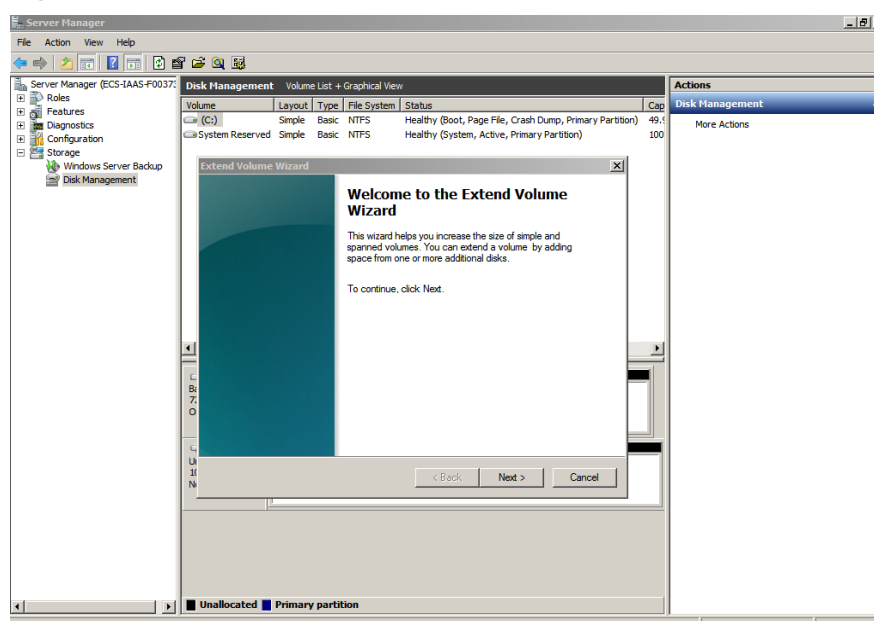 Server Manager
File Action View Help
Server Manager (ECS-IAAS-F0037
Roles
Features
Diagnostics
Configuration
Storage
Windows Server Backup
Disk Management
Disk Management Volume List + Graphical View
Volume Layout Type File System Status Cap
(C:) Simple Basic NTFS Healthy (Boot, Page File, Crash Dump, Primary Partition) 49.
System Reserved Simple Basic NTFS Healthy (System, Active, Primary Partition) 100
Extend Volume Wizard
Welcome to the Extend Volume
Wizard
This wizard helps you increase the size of simple and
spanned volumes. You can extend a volume by adding
space from one or more additional disks.
To continue, click Next.
< Back Next > Cancel
Ba
O
10
Unallocated Primary partition
Actions
Disk Management
More Actions